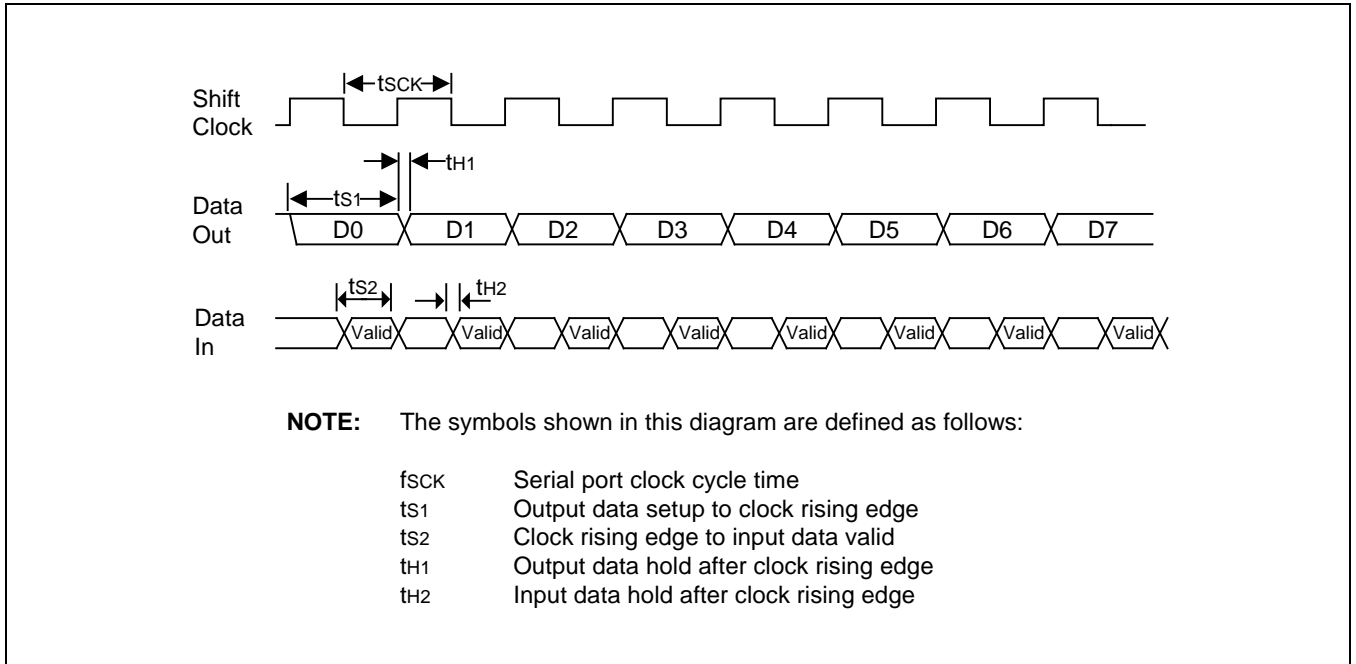 tSCK
Shift
Clock
tH1
tS1
Data
Out
D0 D1 D2 D3 D4 D5 D6 D7
tS2 tH2
Data
In
Valid Valid Valid Valid Valid Valid Valid Valid
NOTE: The symbols shown in this diagram are defined as follows:
fSCK Serial port clock cycle time
tS1 Output data setup to clock rising edge
tS2 Clock rising edge to input data valid
tH1 Output data hold after clock rising edge
tH2 Input data hold after clock rising edge